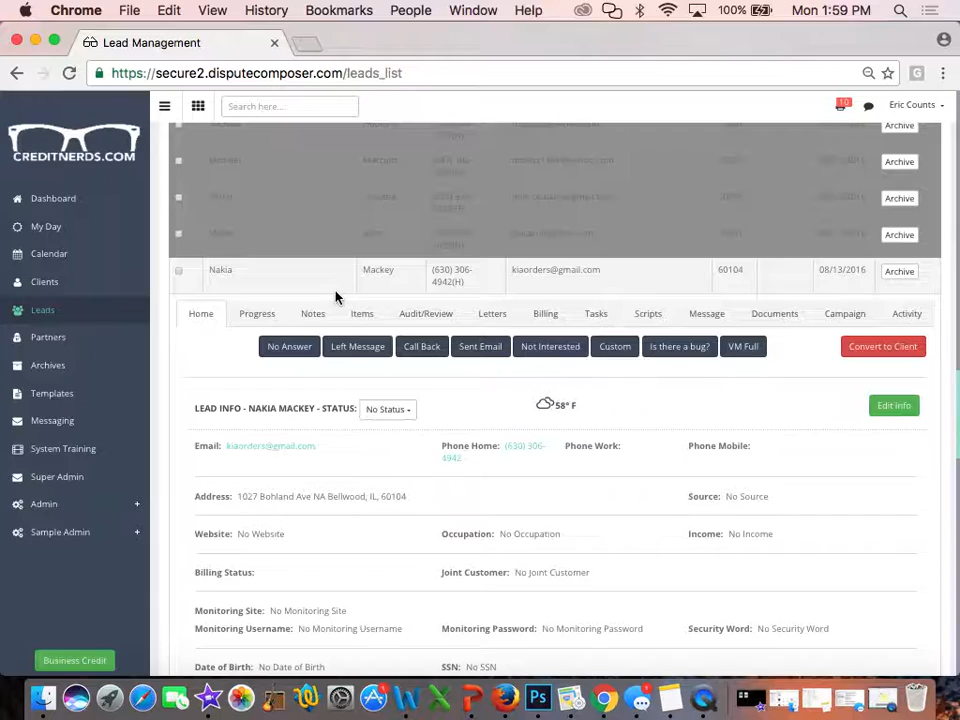 Chrome File Edit View History Bookmarks People Window Help 100% Mon 1:59 PM
Lead Management
https://secure2.disputecomposer.com/leads_list
CREDITNERDS.COM
Search here...
10
Eric Counts
Dashboard
My Day
Calendar
Clients
Leads
Partners
Archives
Templates
Messaging
System Training
Super Admin
Admin +
Sample Admin +
Business Credit
Archive
Archive
Archive
Archive
Nakia Mackey (630) 306- kiaorders@gmail.com 60104 08/13/2016 Archive
4942(H)
Home Progress Notes Items Audit/Review Letters Billing Tasks Scripts Message Documents Campaign Activity
No Answer Left Message Call Back Sent Email Not Interested Custom Is there a bug? VM Full Convert to Client
LEAD INFO - NAKIA MACKEY - STATUS: No Status 58° F Edit Info
Email: kiaorders@gmail.com Phone Home: (630) 306- Phone Work: Phone Mobile:
4942
Address: 1027 Bohland Ave NA Bellwood, IL, 60104 Source: No Source
Website: No Website Occupation: No Occupation Income: No Income
Billing Status: Joint Customer: No Joint Customer
Monitoring Site: No Monitoring Site
Monitoring Username: No Monitoring Username Monitoring Password: No Monitoring Password Security Word: No Security Word
Date of Birth: No Date of Birth SSN: No SSN